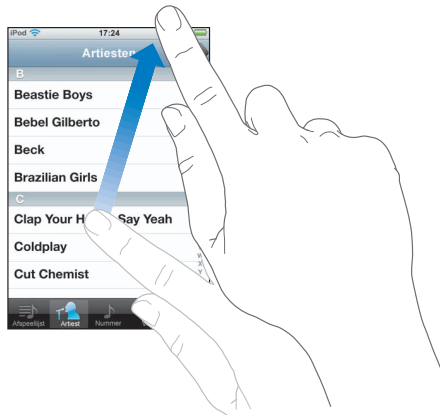 iPod 17:24
Artiesten
B
Beastie Boys
Bebel Gilberto
Beck
Brazilian Girls
C
Clap Your Say Yeah
Coldplay
W
X
Y
Cut Chemist
Afspeellijst Artiest Nummer